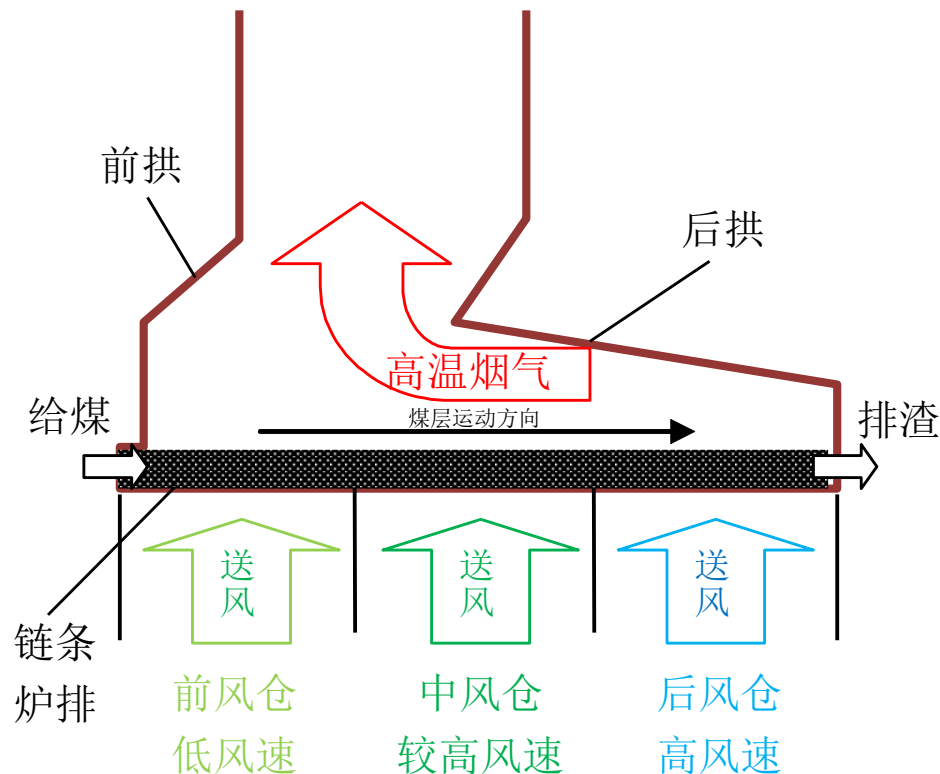 前拱
后拱
高温烟气
给煤
煤层运动方向
排渣
送
风
送
风
送
风
链条
炉排
前风仓
低风速
中风仓
较高风速
后风仓
高风速